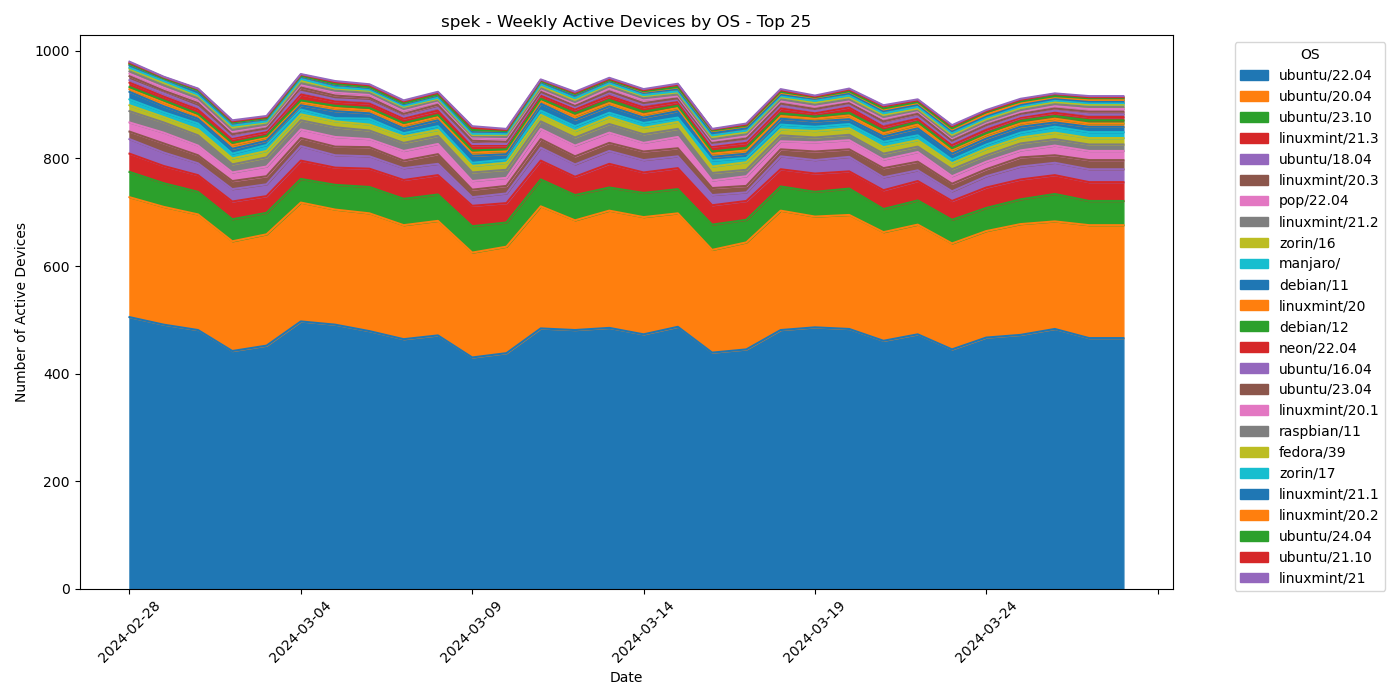 spek - Weekly Active Devices by OS - Top 25
1000
800
600
400
200
0
Number of Active Devices
2024-02-28
2024-03-04
2024-03-09
2024-03-14
2024-03-19
2024-03-24
Date
OS
ubuntu/22.04
ubuntu/20.04
ubuntu/23.10
linuxmint/21.3
ubuntu/18.04
linuxmint/20.3
pop/22.04
linuxmint/21.2
zorin/16
manjaro/
debian/11
linuxmint/20
debian/12
neon/22.04
ubuntu/16.04
ubuntu/23.04
linuxmint/20.1
raspbian/11
fedora/39
zorin/17
linuxmint/21.1
linuxmint/20.2
ubuntu/24.04
ubuntu/21.10
linuxmint/21